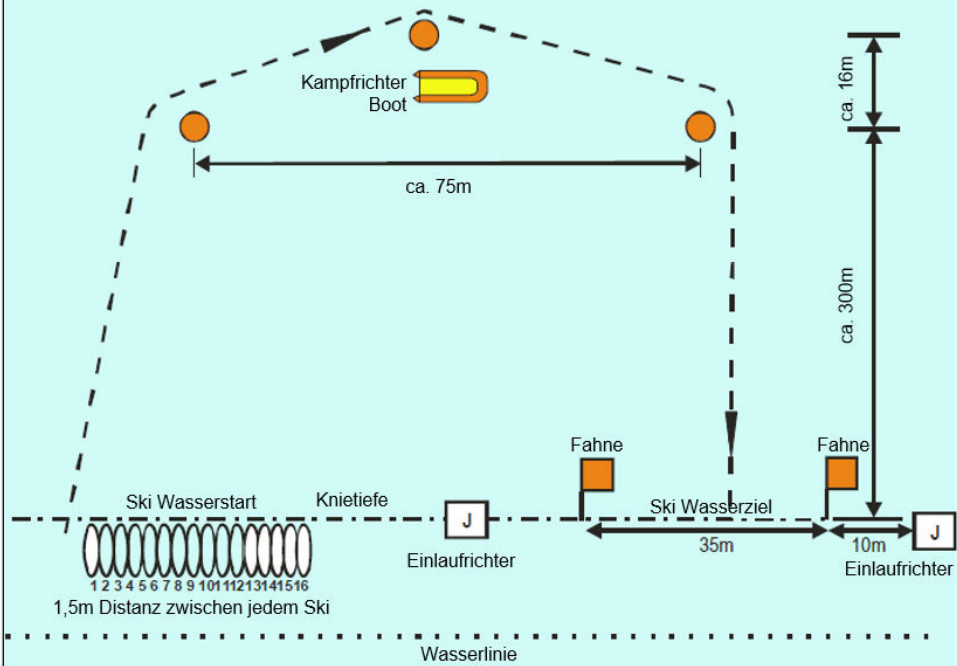 Kampfrichter
Boot
ca. 16m
ca. 75m
ca. 300m
Fahne
Fahne
Ski Wasserstart
Knietiefe
J
Ski Wasserziel
J
35m
10m
Einlaufrichter
Einlaufrichter
1 2 3 4 5 6 7 8 9 10 11 12 13 14 15 16
1,5m Distanz zwischen jedem Ski
Wasserlinie